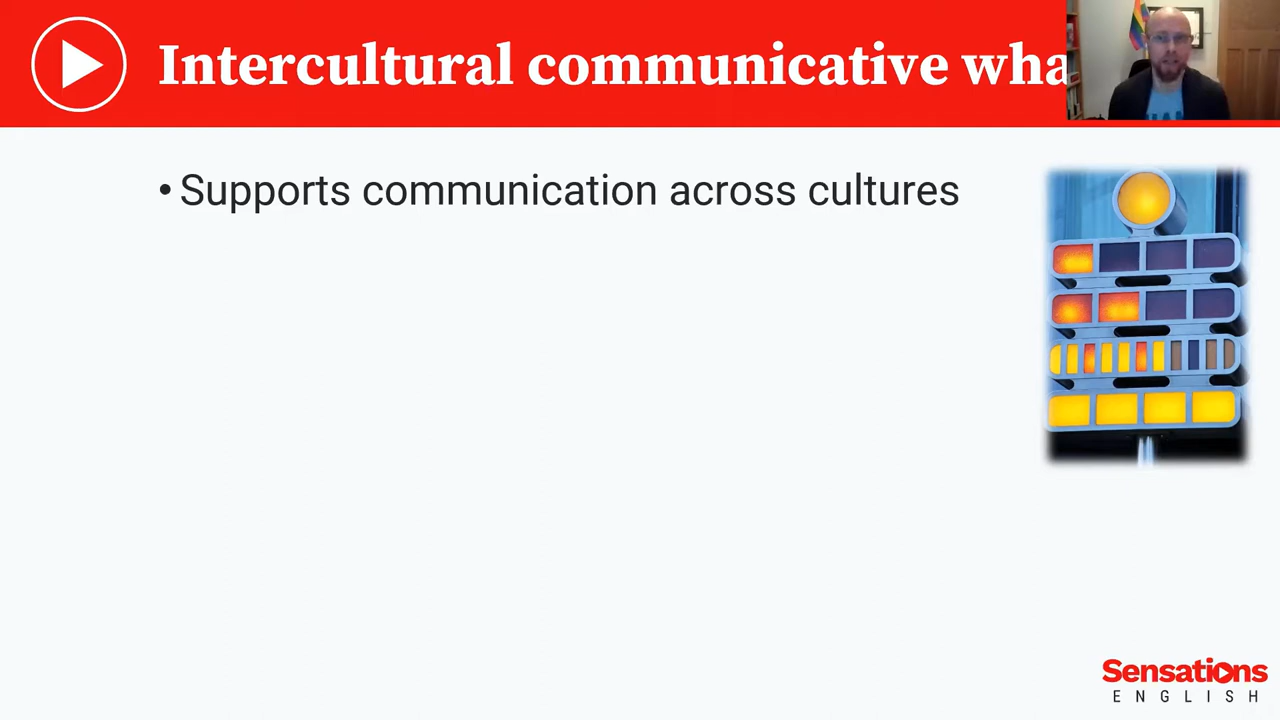 Intercultural communicative wha
• Supports communication across cultures
Sensations
ENGLISH